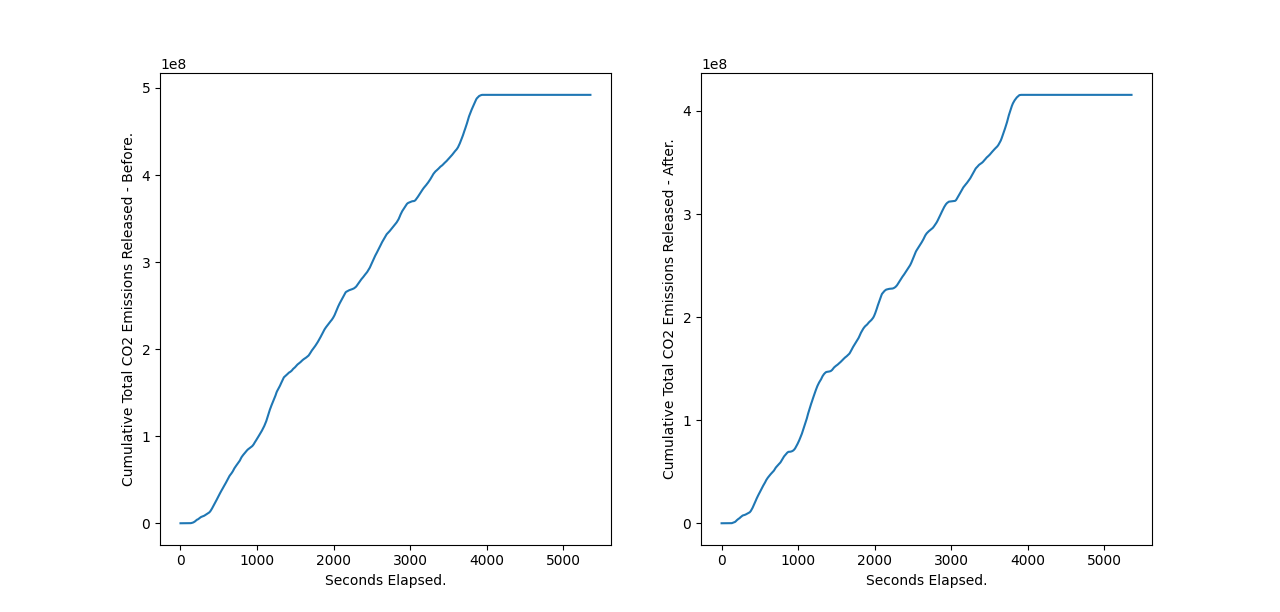 1e8
5
4
3
2
1
0
Cumulative Total CO2 Emissions Released - Before.
0 1000 2000 3000 4000 5000
Seconds Elapsed.
1e8
4
3
2
1
0
Cumulative Total CO2 Emissions Released - After.
0 1000 2000 3000 4000 5000
Seconds Elapsed.